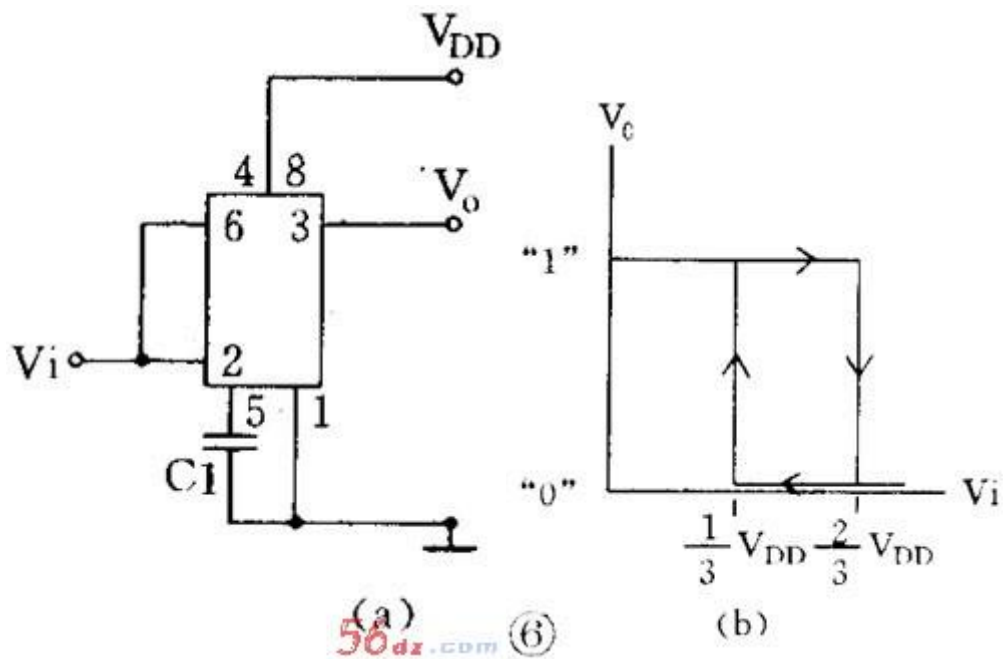 V_DD
4 8
V_o
6 3
Vi
2
5 1
C1
V_0
“1”
“0”
Vi
1/3 V_DD 2/3 V_DD
(a) ⑥ (b)
56dz.com